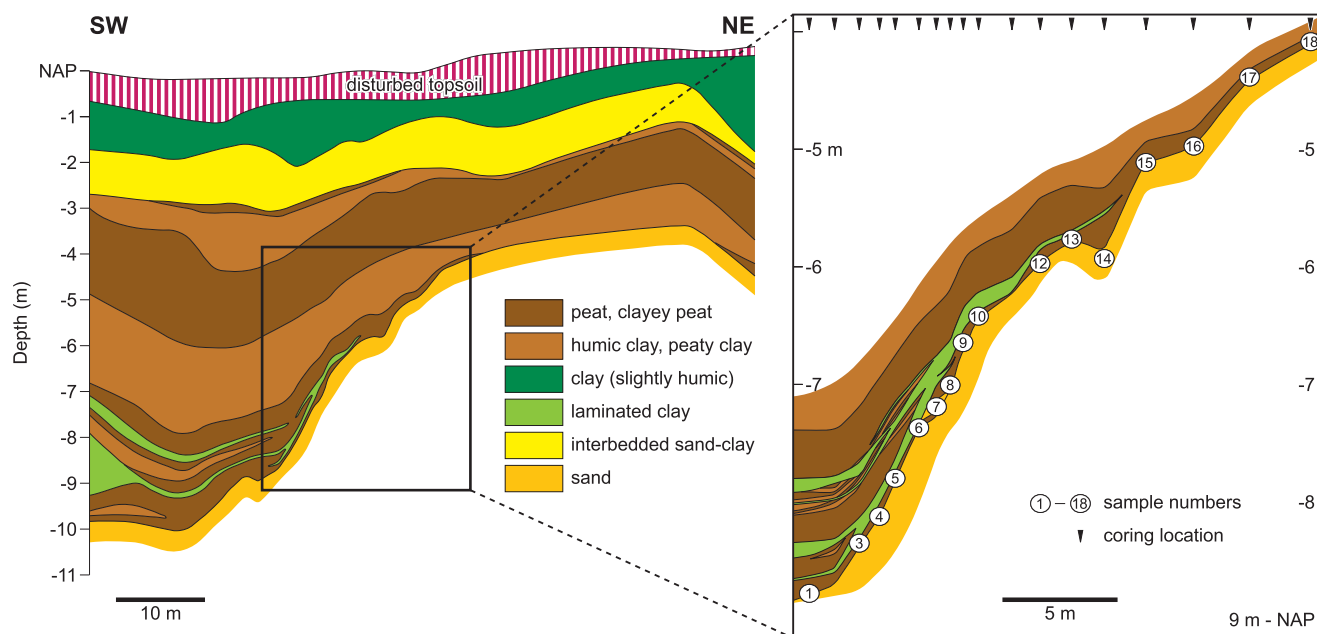 SW
NE
NAP
disturbed topsoil
-1
-2
-3
-4
-5
-6
-7
-8
-9
-10
-11
Depth (m)
peat, clayey peat
humic clay, peaty clay
clay (slightly humic)
laminated clay
interbedded sand-clay
sand
10 m
18
17
16
15
-5 m
-5
13
12
14
-6
-6
10
9
-7
8
-7
7
6
5
1 – 18 sample numbers
-8
4
coring location
3
1
5 m
9 m - NAP